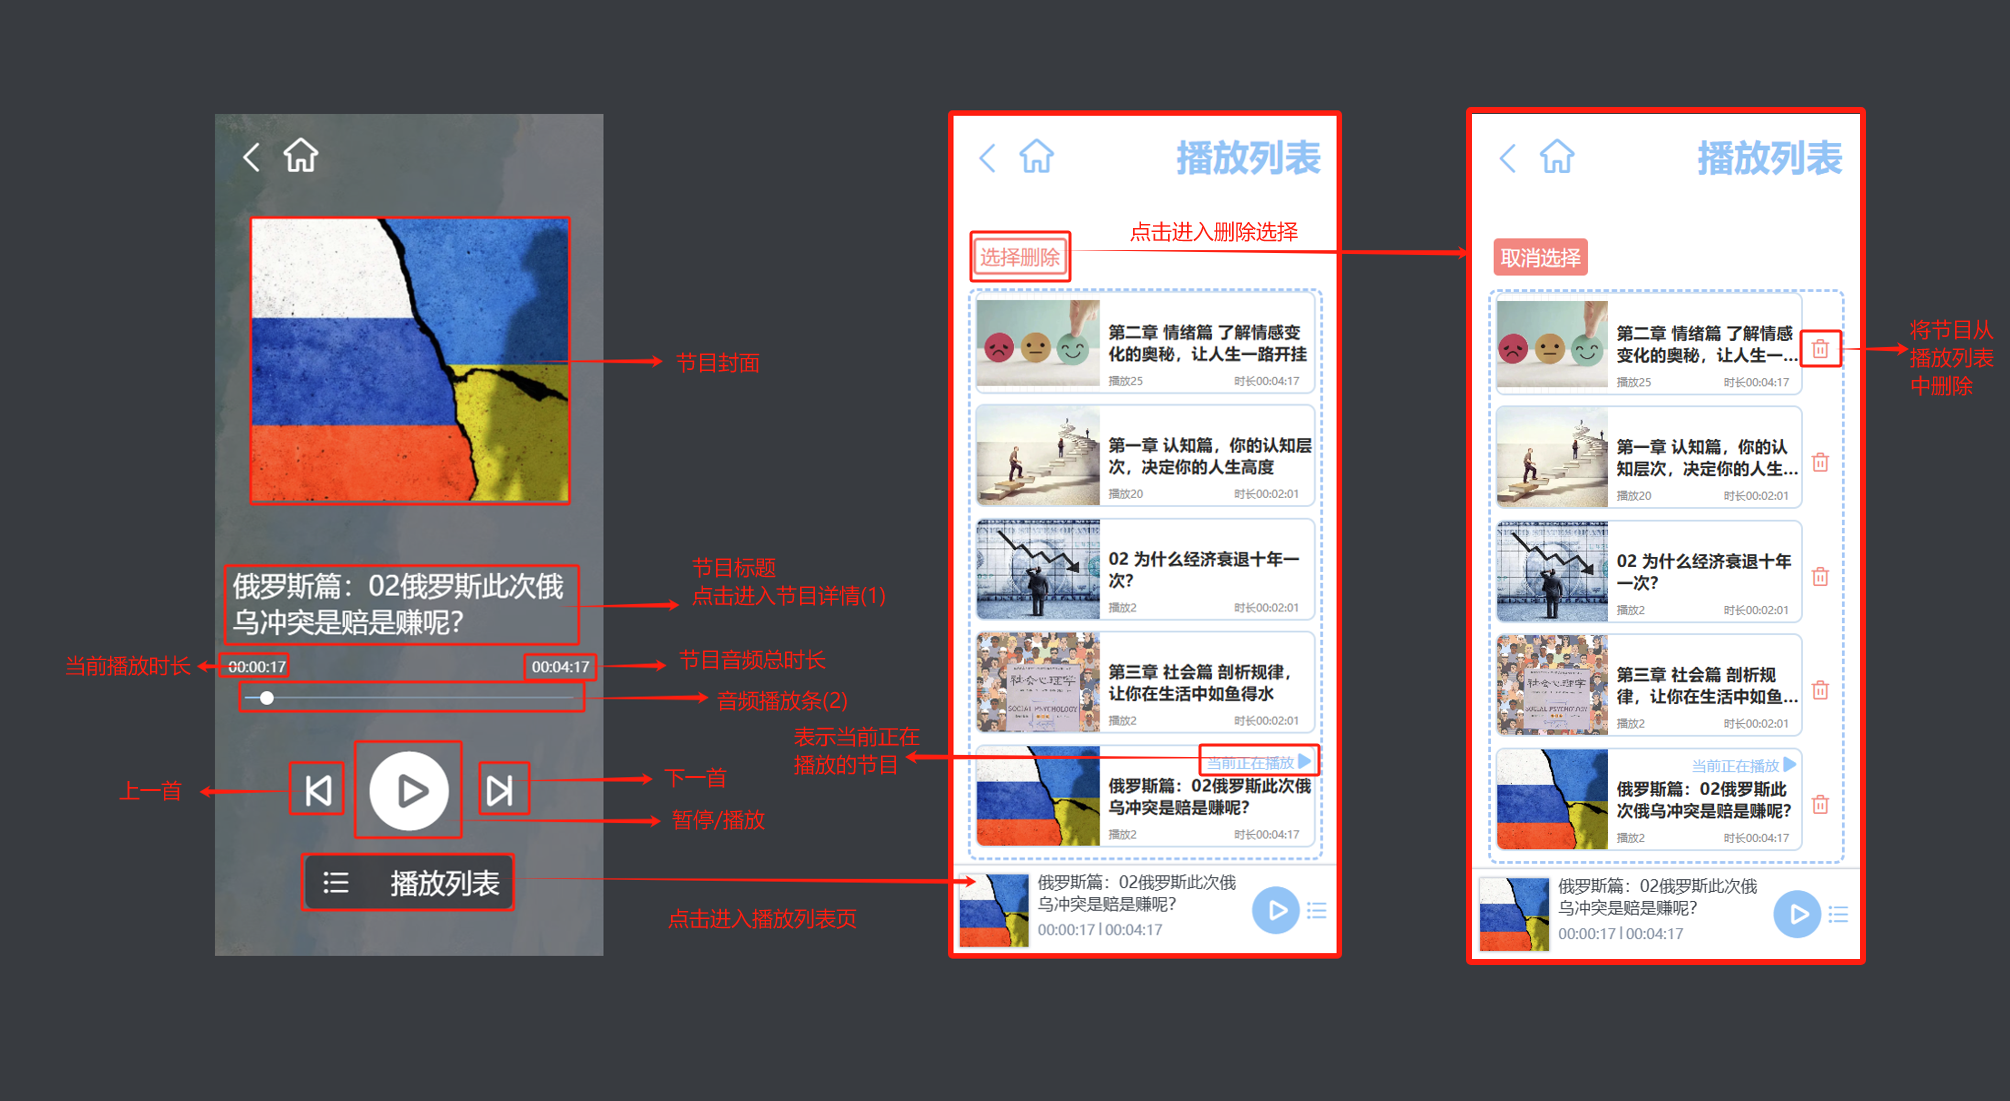 节目封面
俄罗斯篇：02俄罗斯此次俄
乌冲突是赔是赚呢？
节目标题
点击进入节目详情(1)
当前播放时长
00:00:17
00:04:17
节目音频总时长
音频播放条(2)
上一首
下一首
暂停/播放
播放列表
点击进入播放列表页
播放列表
选择删除
点击进入删除选择
第二章 情绪篇 了解情感变
化的奥秘，让人生一路开挂
播放25
时长00:04:17
第一章 认知篇，你的认知层
次，决定你的人生高度
播放20
时长00:02:01
02 为什么经济衰退十年一
次？
播放2
时长00:02:01
社会心理学
SOCIAL PSYCHOLOGY
第三章 社会篇 剖析规律，
让你在生活中如鱼得水
播放2
时长00:02:01
表示当前正在
播放的节目
当前正在播放
俄罗斯篇：02俄罗斯此次俄
乌冲突是赔是赚呢？
播放2
时长00:04:17
俄罗斯篇：02俄罗斯此次俄
乌冲突是赔是赚呢？
00:00:17 | 00:04:17
播放列表
取消选择
第二章 情绪篇 了解情感
变化的奥秘，让人生一...
播放25
时长00:04:17
将节目从
播放列表
中删除
第一章 认知篇，你的认
知层次，决定你的人生...
播放20
时长00:02:01
02 为什么经济衰退十年
一次？
播放2
时长00:02:01
社会心理学
SOCIAL PSYCHOLOGY
第三章 社会篇 剖析规
律，让你在生活中如鱼...
播放2
时长00:02:01
当前正在播放
俄罗斯篇：02俄罗斯此
次俄乌冲突是赔是赚呢？
播放2
时长00:04:17
俄罗斯篇：02俄罗斯此次俄
乌冲突是赔是赚呢？
00:00:17 | 00:04:17